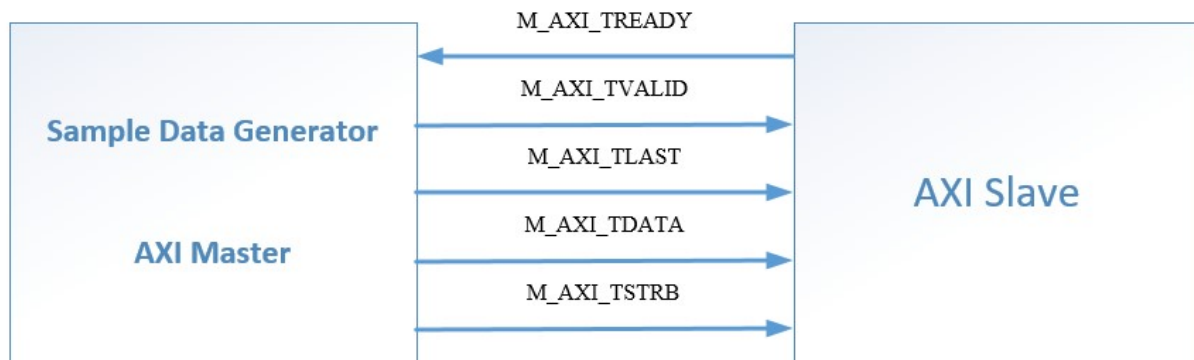 M_AXI_TREADY
M_AXI_TVALID
Sample Data Generator
M_AXI_TLAST
AXI Slave
M_AXI_TDATA
AXI Master
M_AXI_TSTRB